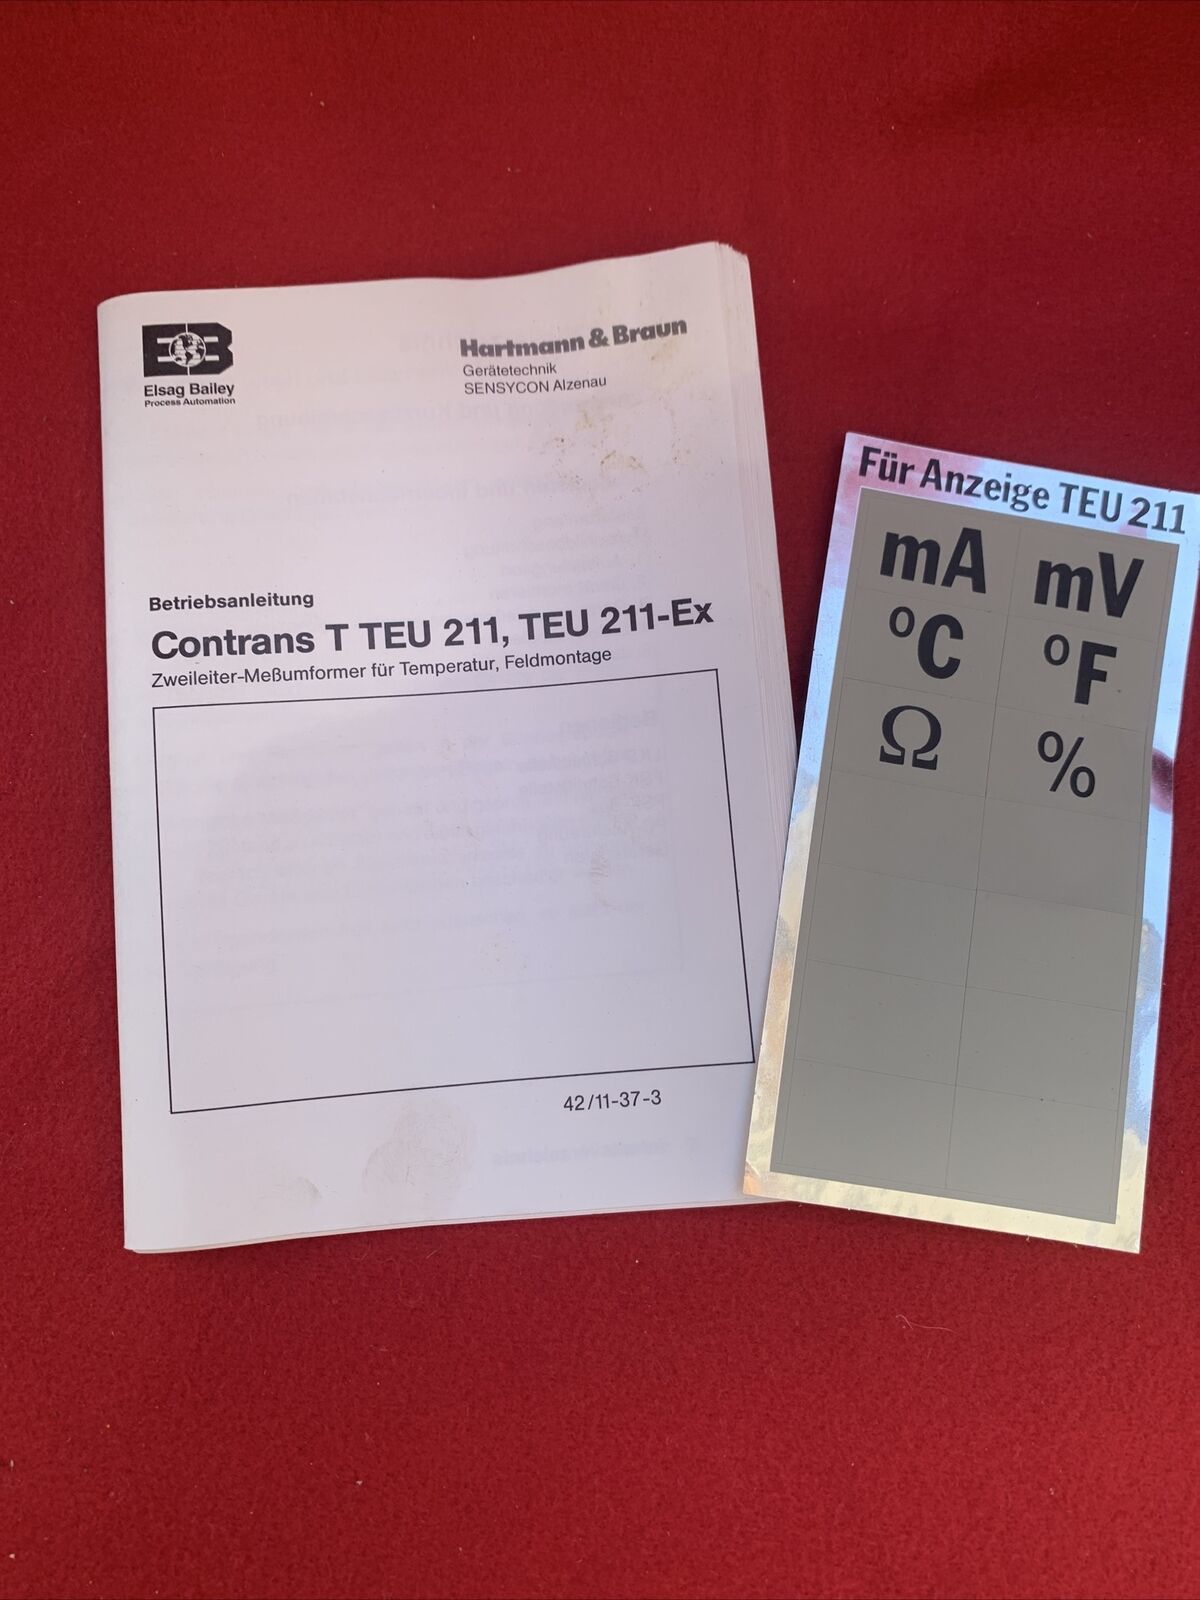 EB
Elsag Bailey
Process Automation
Hartmann & Braun
Gerätetechnik
SENSYCON Alzenau
Betriebsanleitung
Contrans T TEU 211, TEU 211-Ex
Zweileiter-Meßumformer für Temperatur, Feldmontage
42/11-37-3
Für Anzeige TEU 211
mA mV
°C °F
Ω %